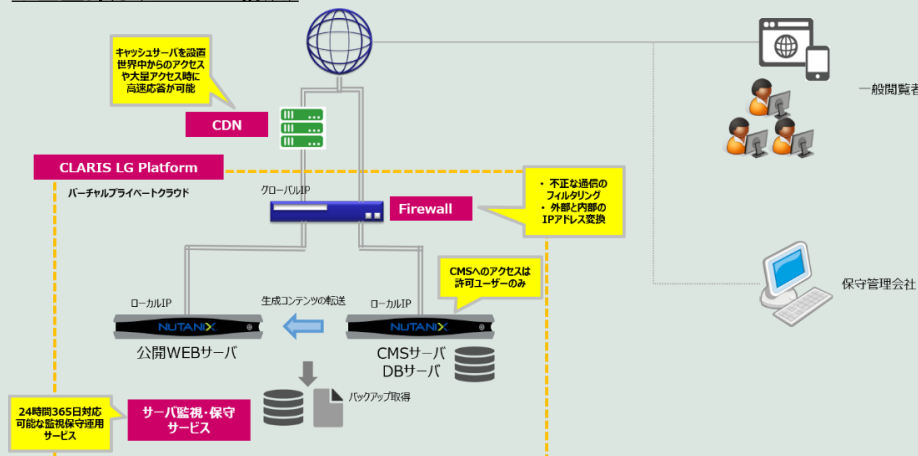 キャッシュサーバを設置
世界中からのアクセス
や大量アクセス時に
高速応答が可能
CDN
一般閲覧者
CLARIS LG Platform
バーチャルプライベートクラウド
グローバルIP
Firewall
・ 不正な通信の
フィルタリング
・ 外部と内部の
IPアドレス変換
CMSへのアクセスは
許可ユーザーのみ
保守管理会社
ローカルIP
生成コンテンツの転送
ローカルIP
NUTANIX
NUTANIX
公開WEBサーバ
CMSサーバ
DBサーバ
バックアップ取得
24時間365日対応
可能な監視保守運用
サービス
サーバ監視・保守
サービス